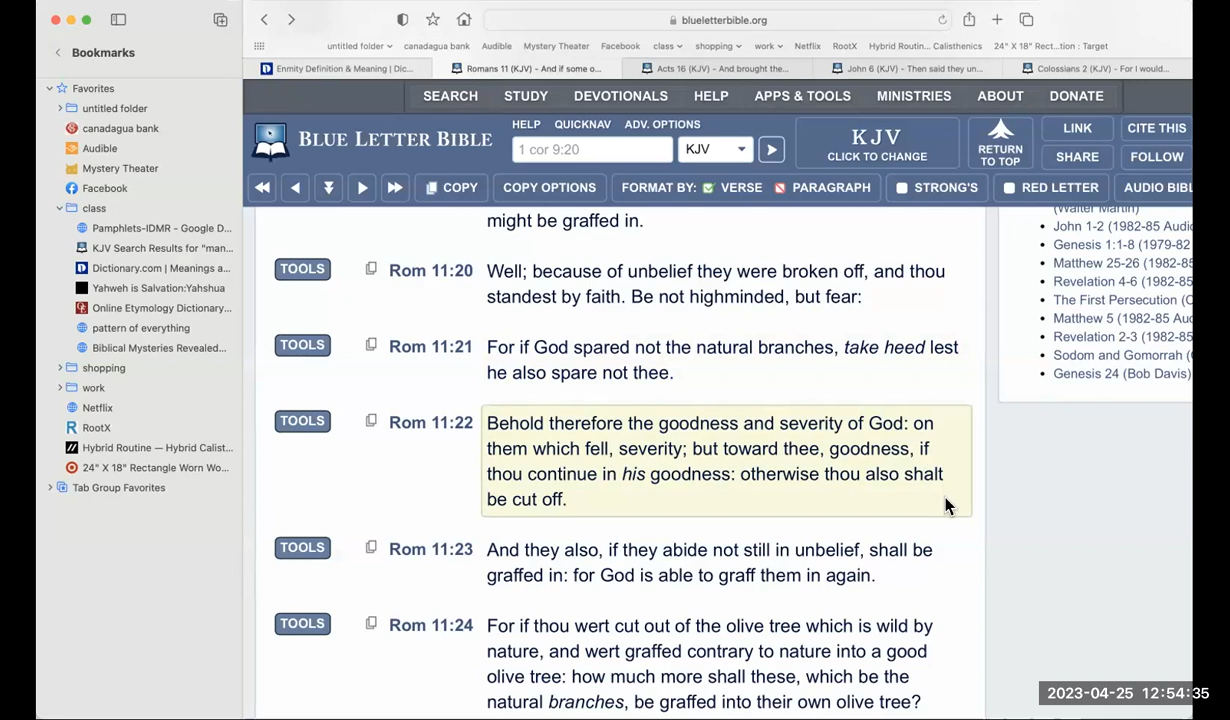 Bookmarks
Favorites
untitled folder
canadagua bank
Audible
Mystery Theater
Facebook
class
Pamphlets-IDMR - Google D...
KJV Search Results for "man...
Dictionary.com | Meanings a...
Yahweh is Salvation:Yahshua
Online Etymology Dictionary...
pattern of everything
Biblical Mysteries Revealed...
shopping
work
Netflix
RootX
Hybrid Routine — Hybrid Calist...
24" X 18" Rectangle Worn Wo...
Tab Group Favorites
blueletterbible.org
untitled folder canadagua bank Audible Mystery Theater Facebook class shopping work Netflix RootX Hybrid Routin... Calisthenics 24" X 18" Rect...tion : Target
Enmity Definition & Meaning | Dic... Romans 11 (KJV) - And if some o... Acts 16 (KJV) - And brought the... John 6 (KJV) - Then said they un... Colossians 2 (KJV) - For I would...
SEARCH STUDY DEVOTIONALS HELP APPS & TOOLS MINISTRIES ABOUT DONATE
BLUE LETTER BIBLE
HELP QUICKNAV ADV. OPTIONS
1 cor 9:20 KJV
KJV
CLICK TO CHANGE
RETURN
TO TOP
LINK CITE THIS
SHARE FOLLOW
COPY COPY OPTIONS FORMAT BY: VERSE PARAGRAPH STRONG'S RED LETTER AUDIO BIBL
might be graffed in.
TOOLS Rom 11:20 Well; because of unbelief they were broken off, and thou
standest by faith. Be not highminded, but fear:
TOOLS Rom 11:21 For if God spared not the natural branches, take heed lest
he also spare not thee.
TOOLS Rom 11:22 Behold therefore the goodness and severity of God: on
them which fell, severity; but toward thee, goodness, if
thou continue in his goodness: otherwise thou also shalt
be cut off.
TOOLS Rom 11:23 And they also, if they abide not still in unbelief, shall be
graffed in: for God is able to graff them in again.
TOOLS Rom 11:24 For if thou wert cut out of the olive tree which is wild by
nature, and wert graffed contrary to nature into a good
olive tree: how much more shall these, which be the
natural branches, be graffed into their own olive tree?
(Walter Martin)
John 1-2 (1982-85 Audi
Genesis 1:1-8 (1979-82
Matthew 25-26 (1982-85
Revelation 4-6 (1982-85
The First Persecution (C
Matthew 5 (1982-85 Aud
Revelation 2-3 (1982-85
Sodom and Gomorrah (
Genesis 24 (Bob Davis)
2023-04-25 12:54:35